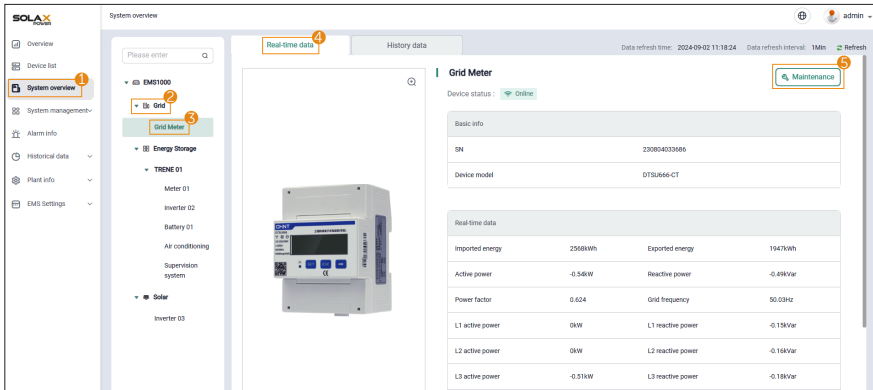 SOLAX
POWER
System overview
admin
Overview
Device list
System overview
1
System management
Alarm info
Historical data
Plant info
EMS Settings
Please enter
EMS1000
2
Grid
3
Grid Meter
Energy Storage
TRENE 01
Meter 01
Inverter 02
Battery 01
Air conditioning
Supervision
system
Solar
Inverter 03
Real-time data
4
History data
Data refresh time: 2024-09-02 11:18:24 Data refresh interval: 1Min Refresh
CHNT
Grid Meter
5
Maintenance
Device status : Online
Basic info
SN 230804033686
Device model DTSU666-CT
Real-time data
Imported energy 2568kWh Exported energy 1947kWh
Active power -0.54kW Reactive power -0.49kVar
Power factor 0.624 Grid frequency 50.03Hz
L1 active power 0kW L1 reactive power -0.15kVar
L2 active power 0kW L2 reactive power -0.16kVar
L3 active power -0.51kW L3 reactive power -0.18kVar